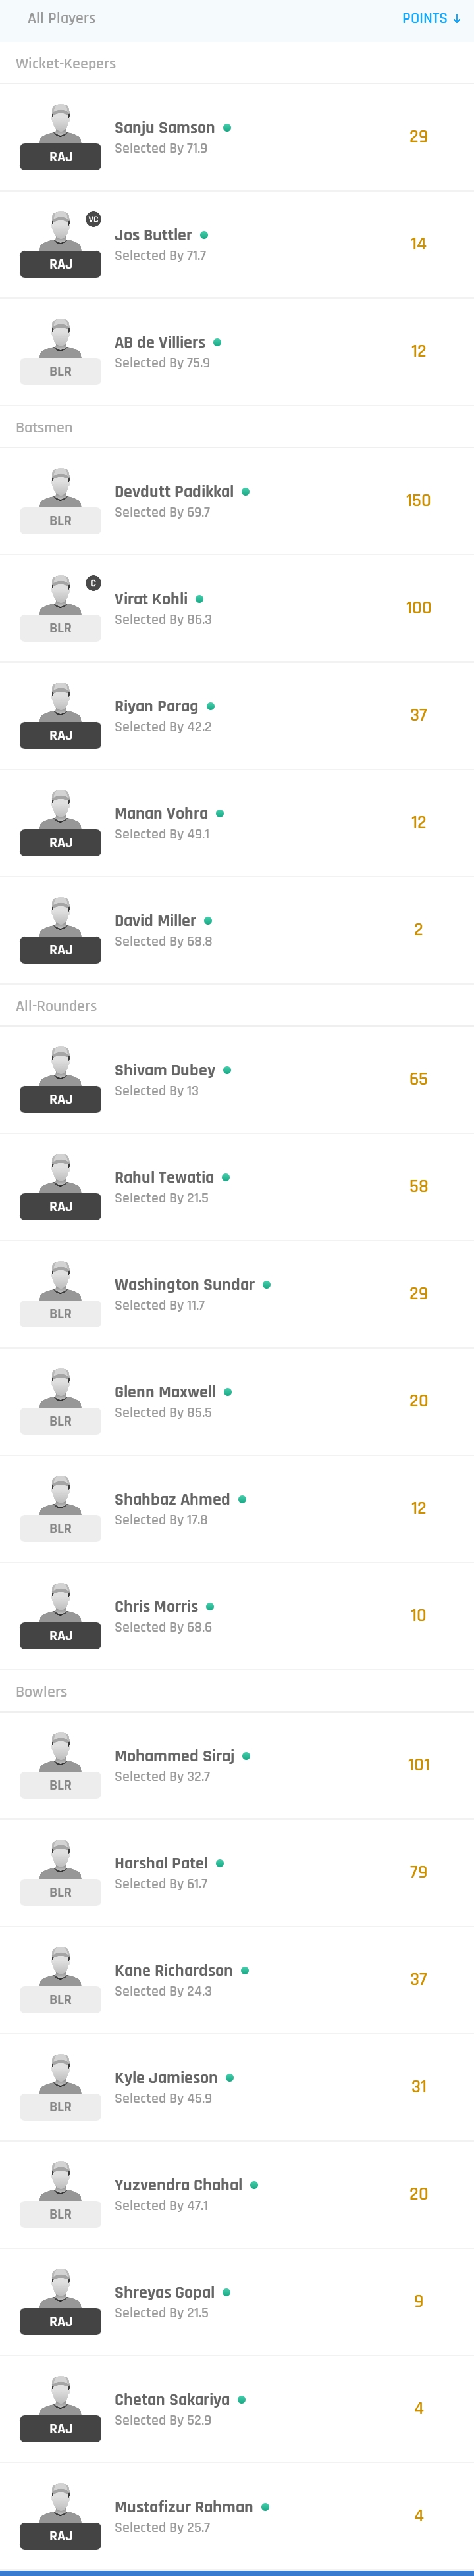 All Players POINTS ↓
Wicket-Keepers
Sanju Samson
RAJ Selected By 71.9 29
VC
Jos Buttler
RAJ Selected By 71.7 14
AB de Villiers
BLR Selected By 75.9 12
Batsmen
Devdutt Padikkal
BLR Selected By 69.7 150
C
Virat Kohli
BLR Selected By 86.3 100
Riyan Parag
RAJ Selected By 42.2 37
Manan Vohra
RAJ Selected By 49.1 12
David Miller
RAJ Selected By 68.8 2
All-Rounders
Shivam Dubey
RAJ Selected By 13 65
Rahul Tewatia
RAJ Selected By 21.5 58
Washington Sundar
BLR Selected By 11.7 29
Glenn Maxwell
BLR Selected By 85.5 20
Shahbaz Ahmed
BLR Selected By 17.8 12
Chris Morris
RAJ Selected By 68.6 10
Bowlers
Mohammed Siraj
BLR Selected By 32.7 101
Harshal Patel
BLR Selected By 61.7 79
Kane Richardson
BLR Selected By 24.3 37
Kyle Jamieson
BLR Selected By 45.9 31
Yuzvendra Chahal
BLR Selected By 47.1 20
Shreyas Gopal
RAJ Selected By 21.5 9
Chetan Sakariya
RAJ Selected By 52.9 4
Mustafizur Rahman
RAJ Selected By 25.7 4